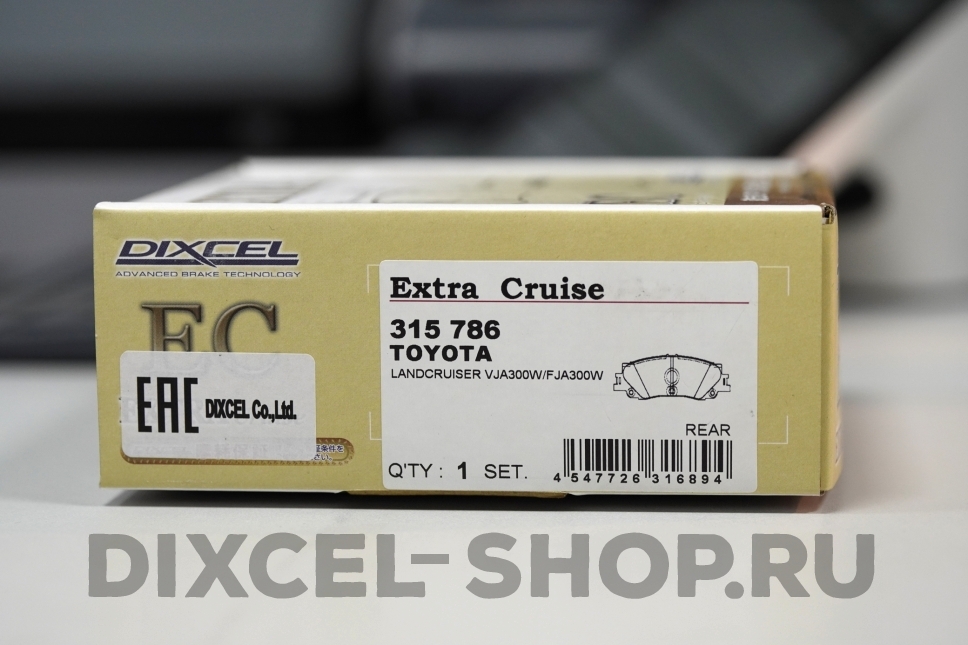 DIXCEL
ADVANCED BRAKE TECHNOLOGY
EC
EAC DIXCEL Co.,Ltd.
Extra Cruise
315 786
TOYOTA
LANDCRUISER VJA300W/FJA300W
REAR
Q'TY : 1 SET.
4 547726 316894
DIXCEL-SHOP.RU